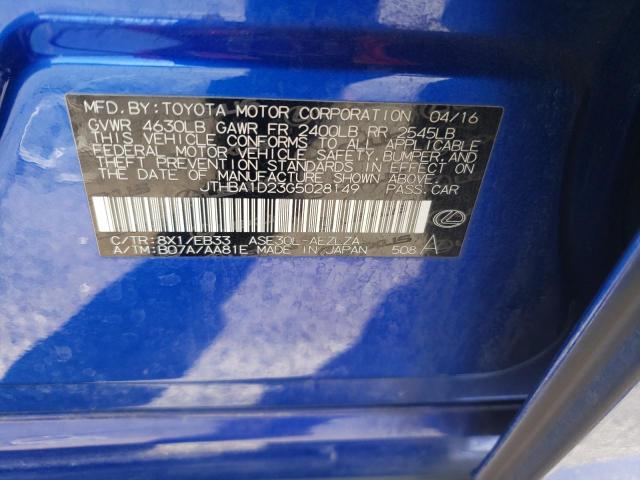 MFD.BY:TOYOTA MOTOR CORPORATION 04/16
GVWR 4630LB GAWR FR 2400LB RR 2545LB
THIS VEHICLE CONFORMS TO ALL APPLICABLE
FEDERAL MOTOR VEHICLE SAFETY, BUMPER, AND
THEFT PREVENTION STANDARDS IN EFFECT ON
THE DATE OF MANUFACTURE SHOWN ABOVE.
JTHBA1D23G5028149 PASS.CAR
C/TR:8X1/EB33 ASE30L-AEZLZA
A/TM:B07A/AA81E MADE IN JAPAN 508 A